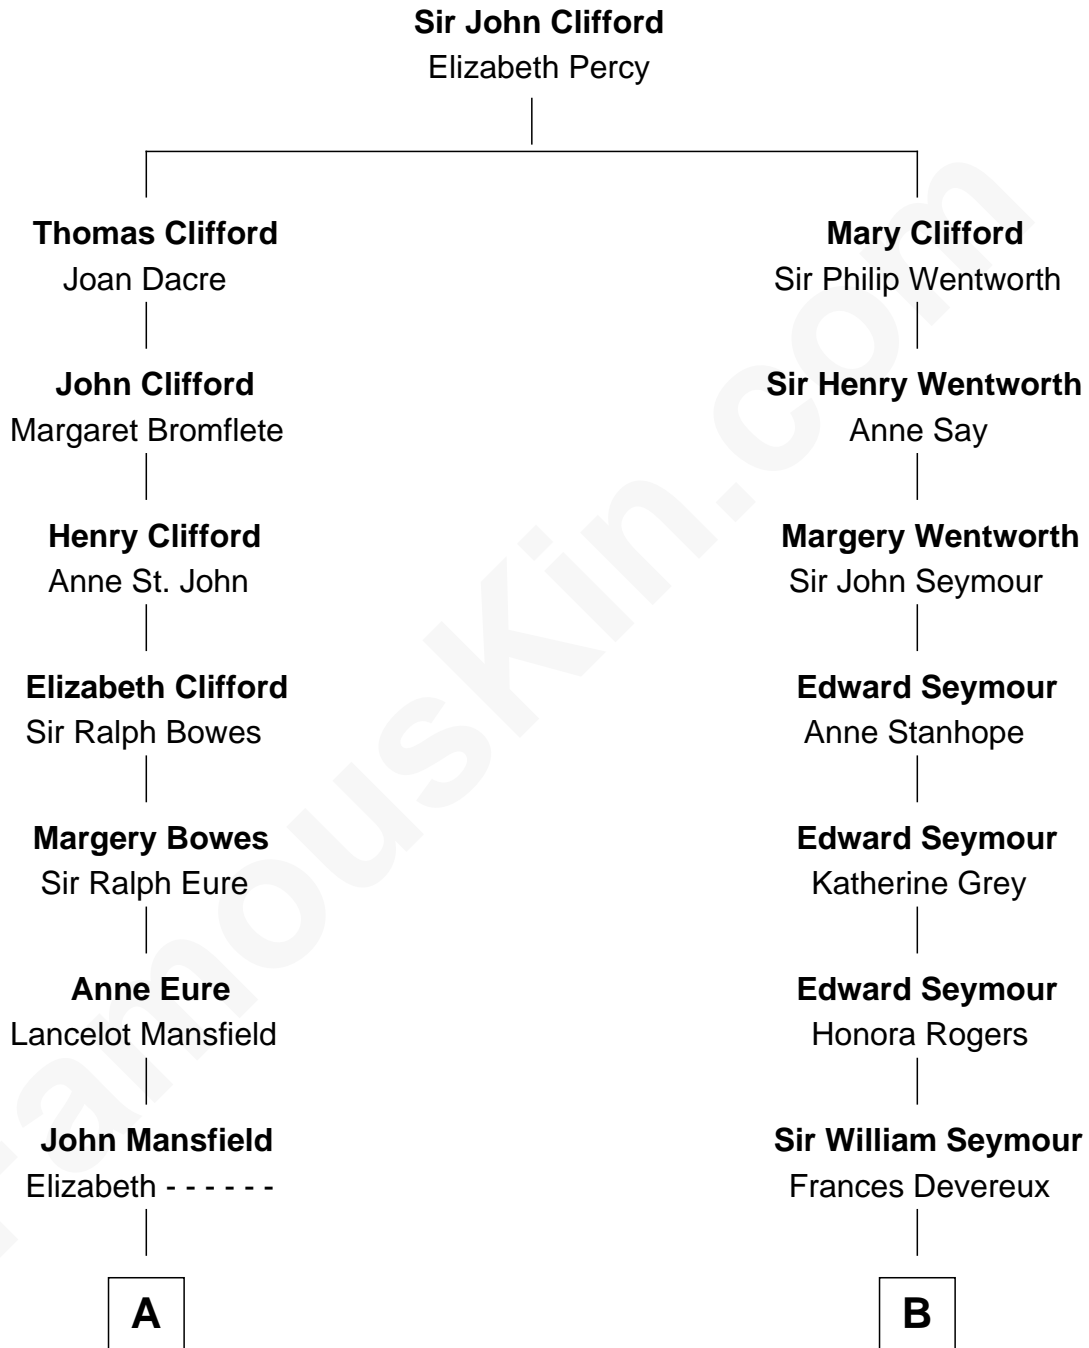 Sir John Clifford
Elizabeth Percy
Thomas Clifford
Joan Dacre
John Clifford
Margaret Bromflete
Henry Clifford
Anne St. John
Elizabeth Clifford
Sir Ralph Bowes
Margery Bowes
Sir Ralph Eure
Anne Eure
Lancelot Mansfield
John Mansfield
Elizabeth - - - - - -
A
Mary Clifford
Sir Philip Wentworth
Sir Henry Wentworth
Anne Say
Margery Wentworth
Sir John Seymour
Edward Seymour
Anne Stanhope
Edward Seymour
Katherine Grey
Edward Seymour
Honora Rogers
Sir William Seymour
Frances Devereux
B
FamousKin.com